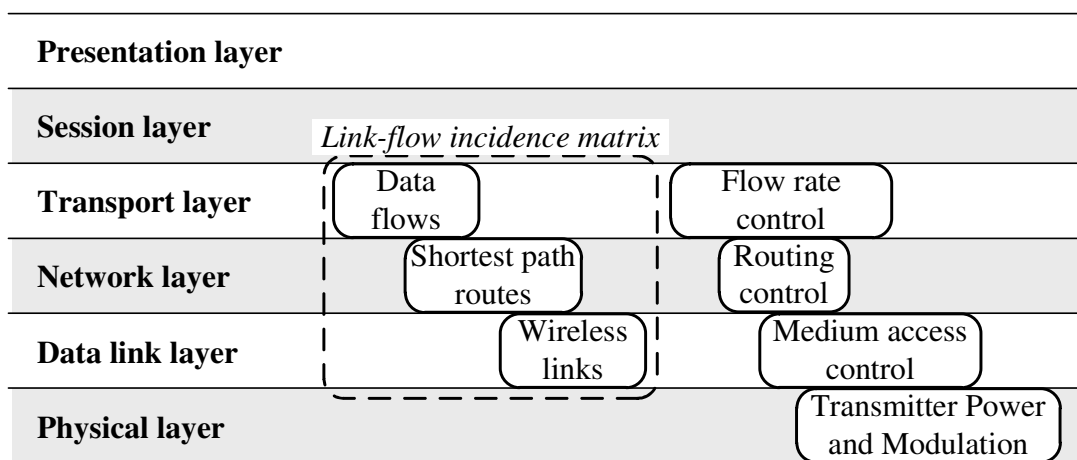 Presentation layer
Session layer
Link-flow incidence matrix
Transport layer
Data
flows
Flow rate
control
Network layer
Shortest path
routes
Routing
control
Data link layer
Wireless
links
Medium access
control
Physical layer
Transmitter Power
and Modulation